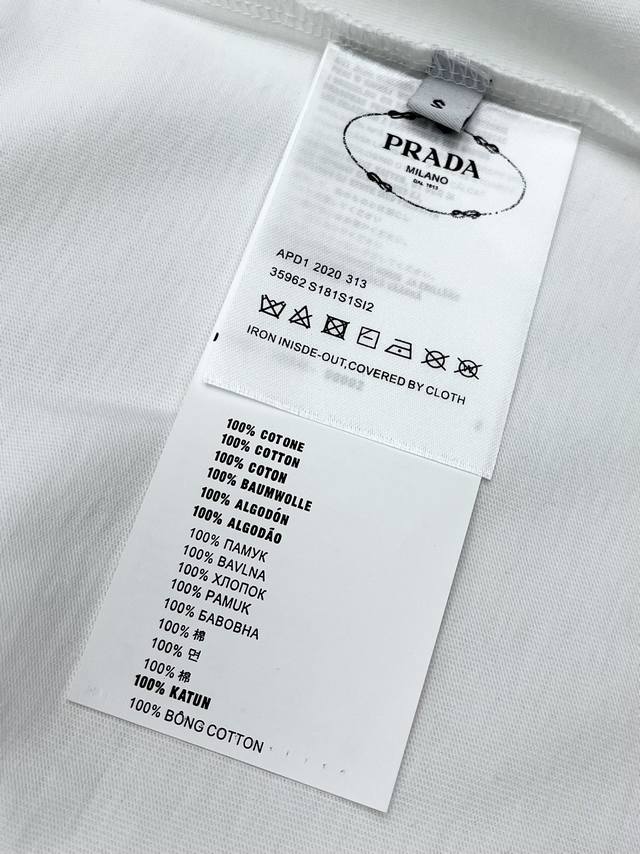 S
PRADA
MILANO
DAL 1913
APD1 2020 313
35962 S181S1SI2
IRON INISDE-OUT,COVERED BY CLOTH
100% COTONE
100% COTTON
100% COTON
100% BAUMWOLLE
100% ALGODÓN
100% ALGODÃO
100% ПАМУК
100% BAVLNA
100% ХЛОПОК
100% PAMUK
100% БАВОВНА
100% 棉
100% 면
100% 棉
100% KATUN
100% BÔNG COTTON